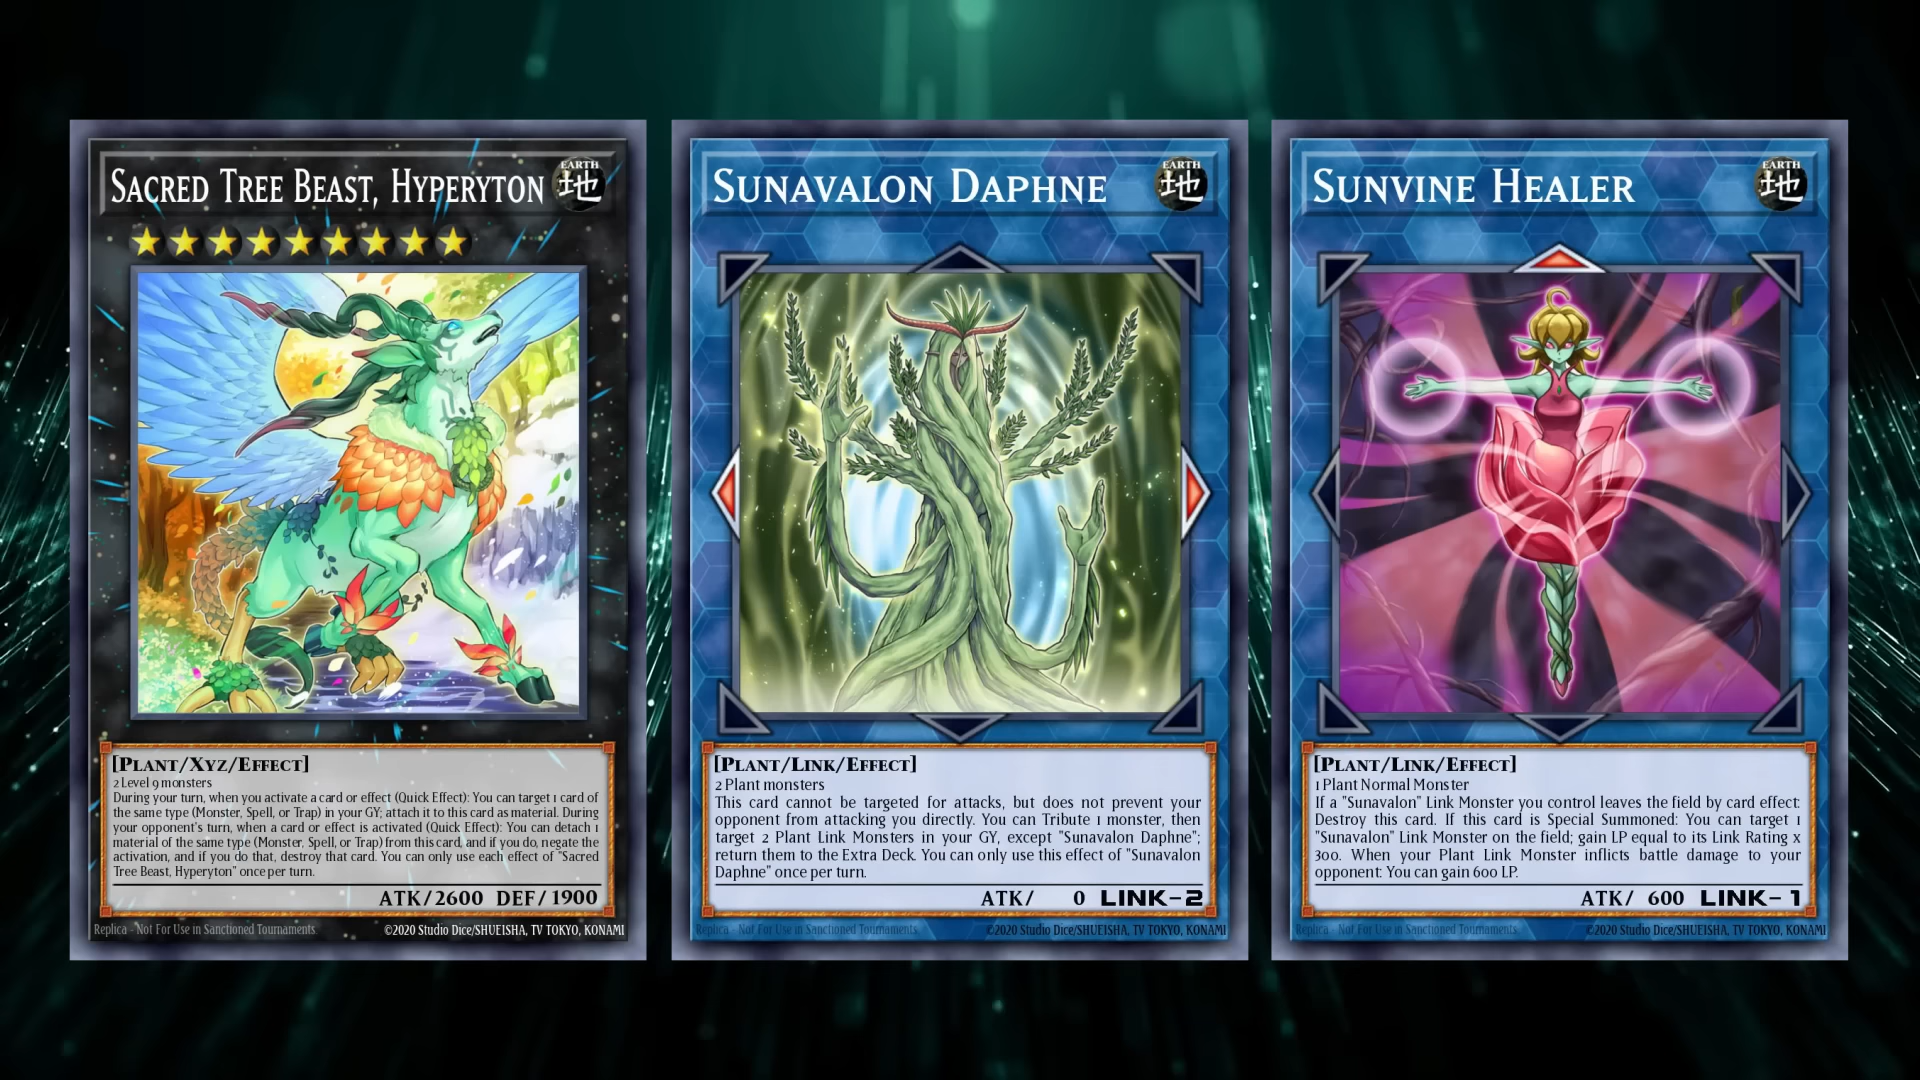 SACRED TREE BEAST, HYPERYTON
EARTH
地
[PLANT/XYZ/EFFECT]
2 Level 9 monsters
During your turn, when you activate a card or effect (Quick Effect): You can target 1 card of
the same type (Monster, Spell, or Trap) in your GY; attach it to this card as material. During
your opponent's turn, when a card or effect is activated (Quick Effect): You can detach 1
material of the same type (Monster, Spell, or Trap) from this card, and if you do, negate the
activation, and if you do that, destroy that card. You can only use each effect of "Sacred
Tree Beast, Hyperyton" once per turn.
ATK/2600 DEF/1900
Replica - Not For Use in Sanctioned Tournaments.
©2020 Studio Dice/SHUEISHA, TV TOKYO, KONAMI
SUNAVALON DAPHNE
EARTH
地
[PLANT/LINK/EFFECT]
2 Plant monsters
This card cannot be targeted for attacks, but does not prevent your
opponent from attacking you directly. You can Tribute 1 monster, then
target 2 Plant Link Monsters in your GY, except "Sunavalon Daphne";
return them to the Extra Deck. You can only use this effect of "Sunavalon
Daphne" once per turn.
ATK/ 0 LINK-2
Replica - Not For Use in Sanctioned Tournaments.
©2020 Studio Dice/SHUEISHA, TV TOKYO, KONAMI
SUNVINE HEALER
EARTH
地
[PLANT/LINK/EFFECT]
1 Plant Normal Monster
If a "Sunavalon" Link Monster you control leaves the field by card effect:
Destroy this card. If this card is Special Summoned: You can target 1
"Sunavalon" Link Monster on the field; gain LP equal to its Link Rating x
300. When your Plant Link Monster inflicts battle damage to your
opponent: You can gain 600 LP.
ATK/ 600 LINK-1
Replica - Not For Use in Sanctioned Tournaments.
©2020 Studio Dice/SHUEISHA, TV TOKYO, KONAMI